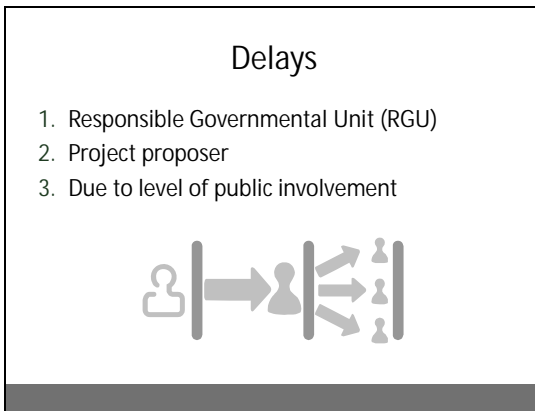 Delays
1. Responsible Governmental Unit (RGU)
2. Project proposer
3. Due to level of public involvement